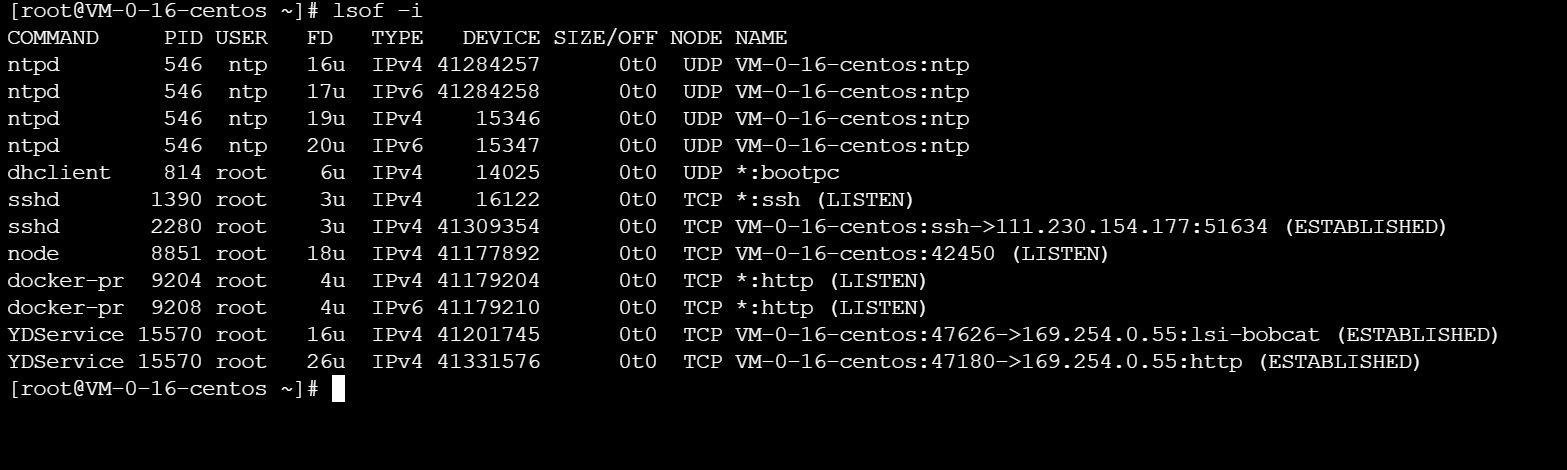 [root@VM-0-16-centos ~]# lsof -i
COMMAND     PID USER   FD   TYPE   DEVICE SIZE/OFF NODE NAME
ntpd        546  ntp   16u  IPv4 41284257      0t0  UDP VM-0-16-centos:ntp
ntpd        546  ntp   17u  IPv6 41284258      0t0  UDP VM-0-16-centos:ntp
ntpd        546  ntp   19u  IPv4    15346      0t0  UDP VM-0-16-centos:ntp
ntpd        546  ntp   20u  IPv6    15347      0t0  UDP VM-0-16-centos:ntp
dhclient    814 root    6u  IPv4    14025      0t0  UDP *:bootpc
sshd       1390 root    3u  IPv4    16122      0t0  TCP *:ssh (LISTEN)
sshd       2280 root    3u  IPv4 41309354      0t0  TCP VM-0-16-centos:ssh->111.230.154.177:51634 (ESTABLISHED)
node       8851 root   18u  IPv4 41177892      0t0  TCP VM-0-16-centos:42450 (LISTEN)
docker-pr  9204 root    4u  IPv4 41179204      0t0  TCP *:http (LISTEN)
docker-pr  9208 root    4u  IPv6 41179210      0t0  TCP *:http (LISTEN)
YDService 15570 root   16u  IPv4 41201745      0t0  TCP VM-0-16-centos:47626->169.254.0.55:lsi-bobcat (ESTABLISHED)
YDService 15570 root   26u  IPv4 41331576      0t0  TCP VM-0-16-centos:47180->169.254.0.55:http (ESTABLISHED)
[root@VM-0-16-centos ~]#